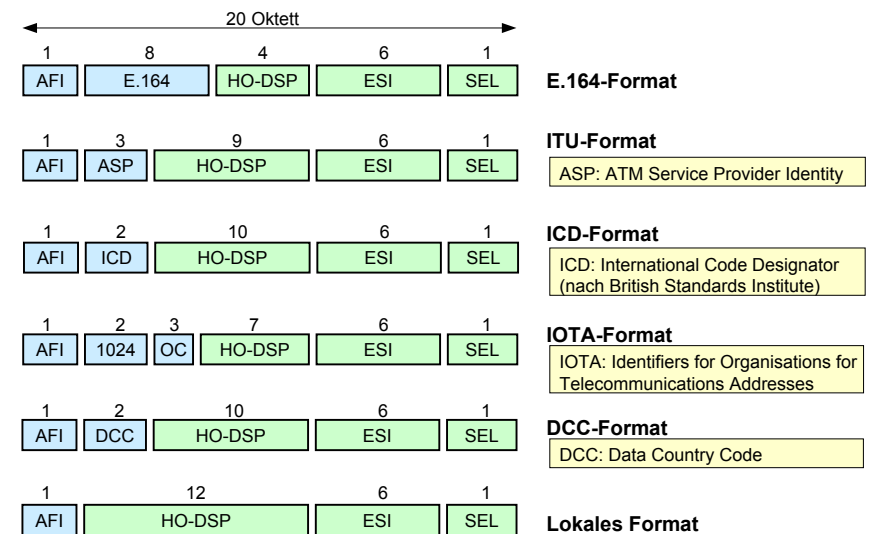 20 Oktett
1 8 4 6 1
AFI E.164 HO-DSP ESI SEL
E.164-Format
1 3 9 6 1
AFI ASP HO-DSP ESI SEL
ITU-Format
ASP: ATM Service Provider Identity
1 2 10 6 1
AFI ICD HO-DSP ESI SEL
ICD-Format
ICD: International Code Designator
(nach British Standards Institute)
1 2 3 7 6 1
AFI 1024 OC HO-DSP ESI SEL
IOTA-Format
IOTA: Identifiers for Organisations for
Telecommunications Addresses
1 2 10 6 1
AFI DCC HO-DSP ESI SEL
DCC-Format
DCC: Data Country Code
1 12 6 1
AFI HO-DSP ESI SEL
Lokales Format